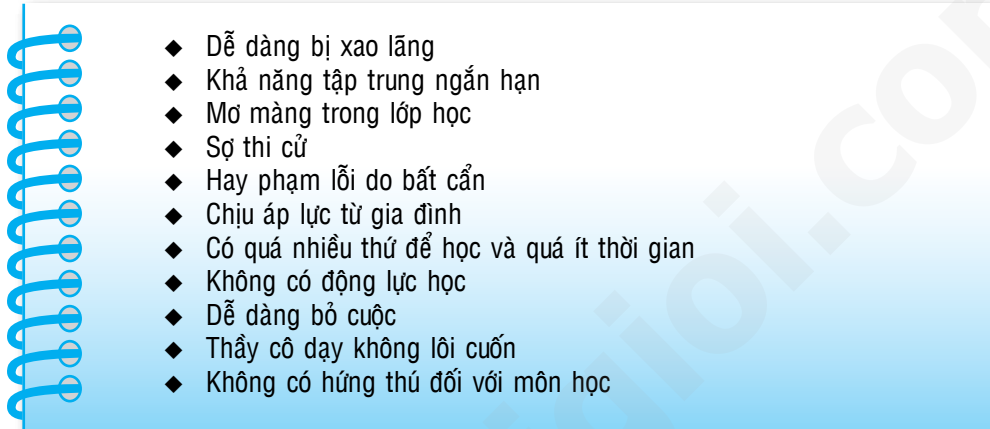 ◆ Dễ dàng bị xao lãng
◆ Khả năng tập trung ngắn hạn
◆ Mơ màng trong lớp học
◆ Sợ thi cử
◆ Hay phạm lỗi do bất cẩn
◆ Chịu áp lực từ gia đình
◆ Có quá nhiều thứ để học và quá ít thời gian
◆ Không có động lực học
◆ Dễ dàng bỏ cuộc
◆ Thầy cô dạy không lôi cuốn
◆ Không có hứng thú đối với môn học